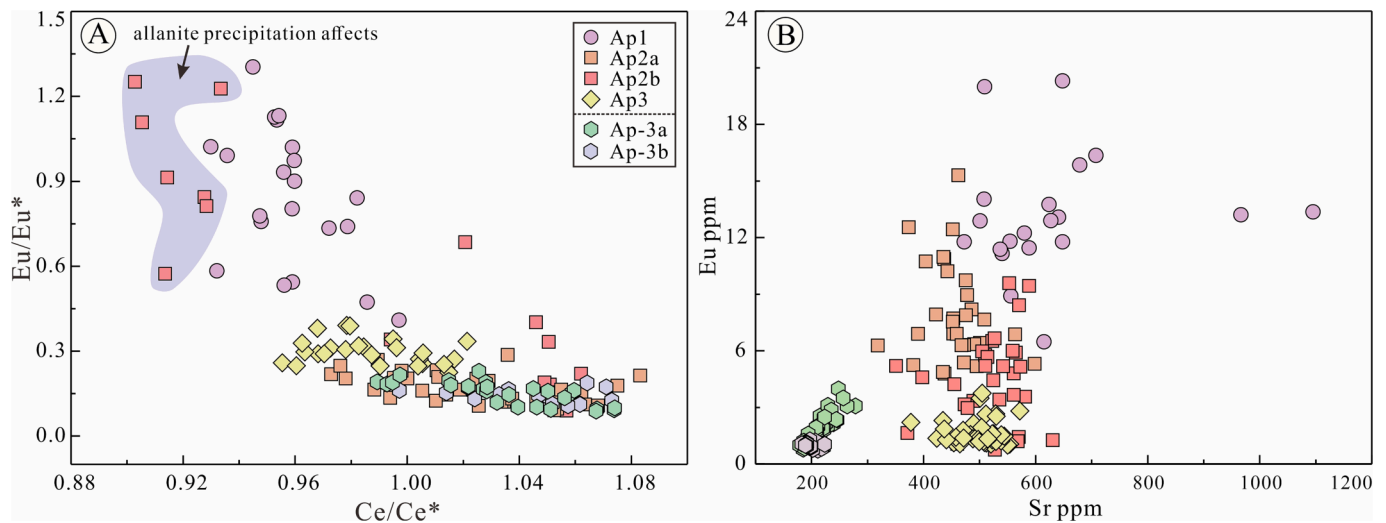 A
allanite precipitation affects
Ap1
Ap2a
Ap2b
Ap3
Ap-3a
Ap-3b
Eu/Eu*
1.5
1.2
0.9
0.6
0.3
0.0
0.88
0.92
0.96
1.00
1.04
1.08
Ce/Ce*
B
Eu ppm
24
18
12
6
0
200
400
600
800
1000
1200
Sr ppm